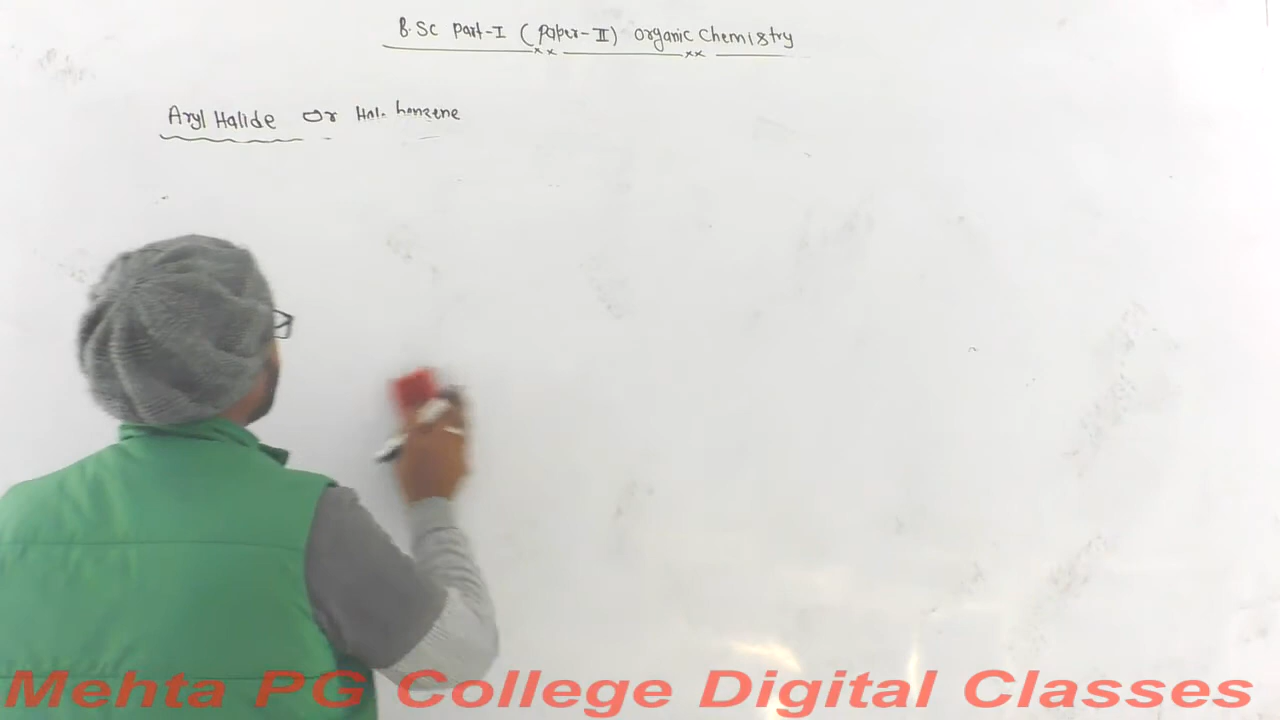 B.Sc Part-I (Paper-II) Organic Chemistry
Aryl Halide Or Halo benzene
Mehta PG College Digital Classes